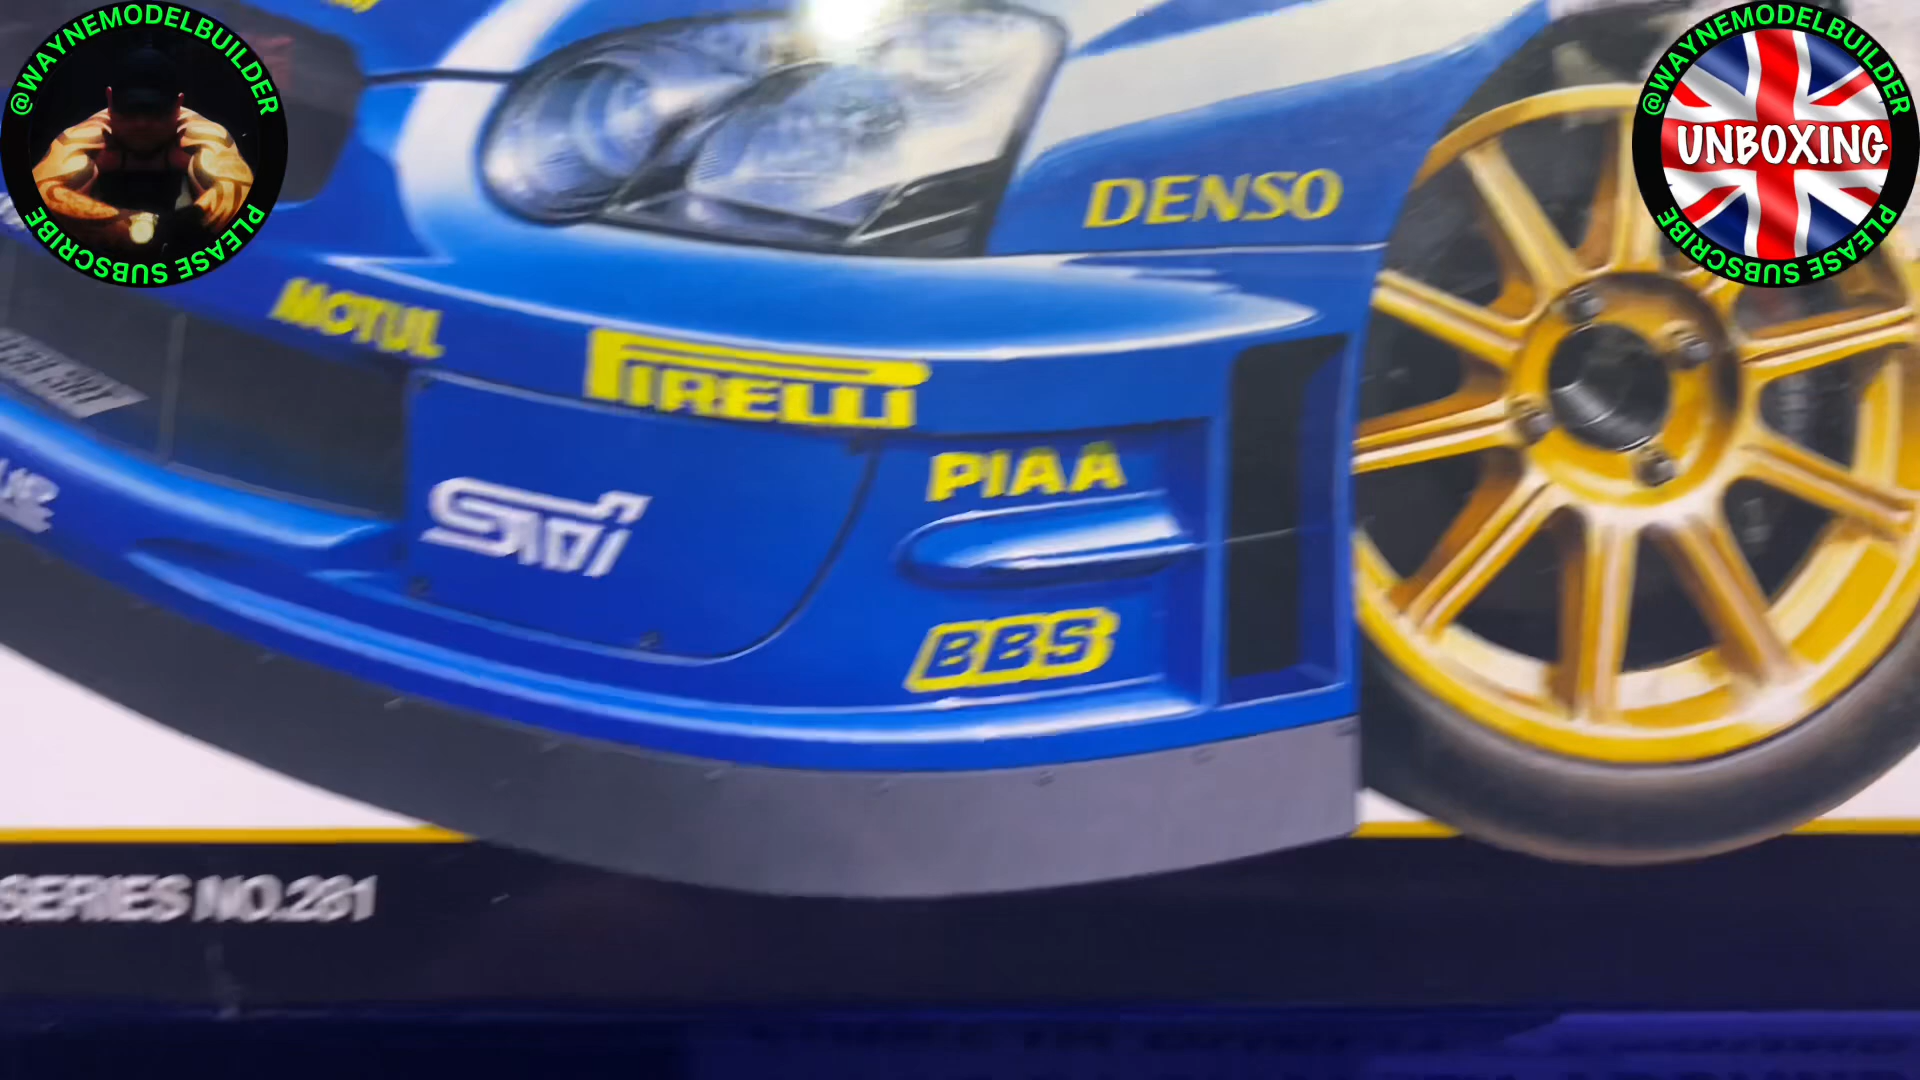 @WAYNEMODELBUILDER
PLEASE SUBSCRIBE
@WAYNEMODELBUILDER
UNBOXING
PLEASE SUBSCRIBE
DENSO
MOTUL
PIRELLI
PIAA
STi
BBS
SERIES NO.281